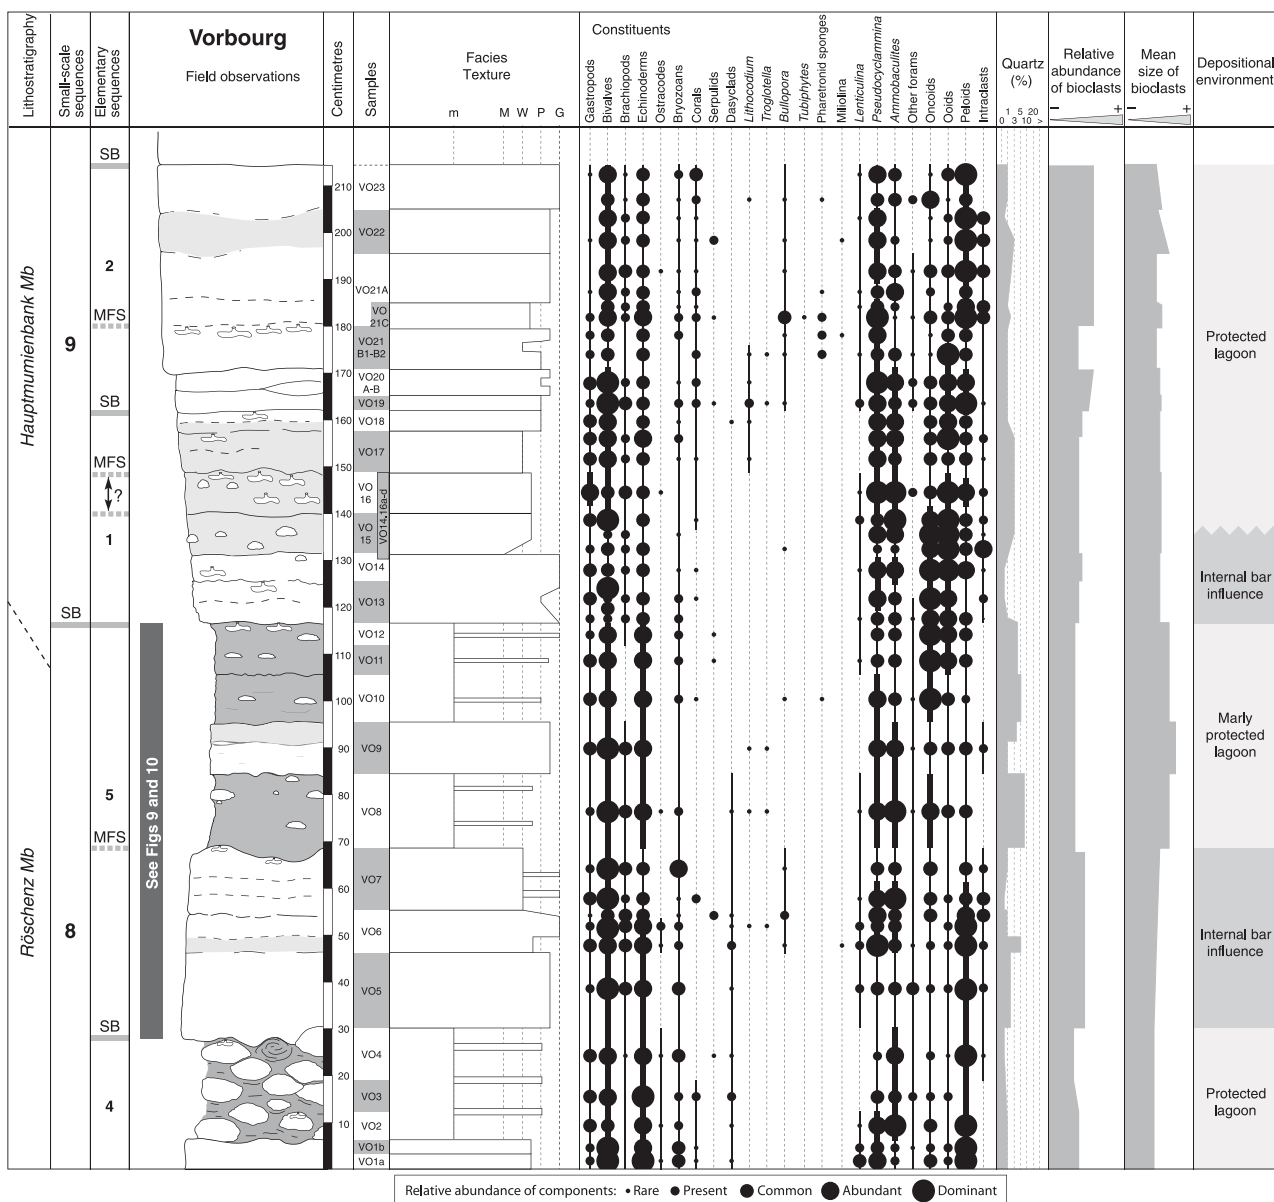 Lithostratigraphy
Small-scale sequences
Elementary sequences
Vorbourg
Field observations
Centimetres
Samples
Facies
Texture
m
M
W
P
G
Constituents
Gastropods
Bivalves
Brachiopods
Echinoderms
Ostracodes
Bryozoans
Corals
Serpulids
Dasyclads
Lithocodium
Troglotella
Bullopora
Tubiphytes
Pharetronid sponges
Miliolina
Lenticulina
Pseudocyclammina
Ammobaculites
Other forams
Oncoids
Ooids
Peloids
Intraclasts
Quartz
(%)
1 20
0 3 10 >
Relative
abundance
of bioclasts
- +
Mean
size of
bioclasts
- +
Depositional
environment
Hauptmumienbank Mb
Röschenz Mb
9
8
SB
2
MFS
SB
MFS
?
1
SB
5
MFS
SB
4
See Figs 9 and 10
210
200
190
180
170
160
150
140
130
120
110
100
90
80
70
60
50
40
30
20
10
VO23
VO22
VO21A
VO
21C
VO21
B1-B2
VO20
A-B
VO19
VO18
VO17
VO
16
VO14,16a-d
VO
15
VO14
VO13
VO12
VO11
VO10
VO9
VO8
VO7
VO6
VO5
VO4
VO3
VO2
VO1b
VO1a
Protected
lagoon
Internal bar
influence
Marly
protected
lagoon
Internal bar
influence
Protected
lagoon
Relative abundance of components: Rare Present Common Abundant Dominant